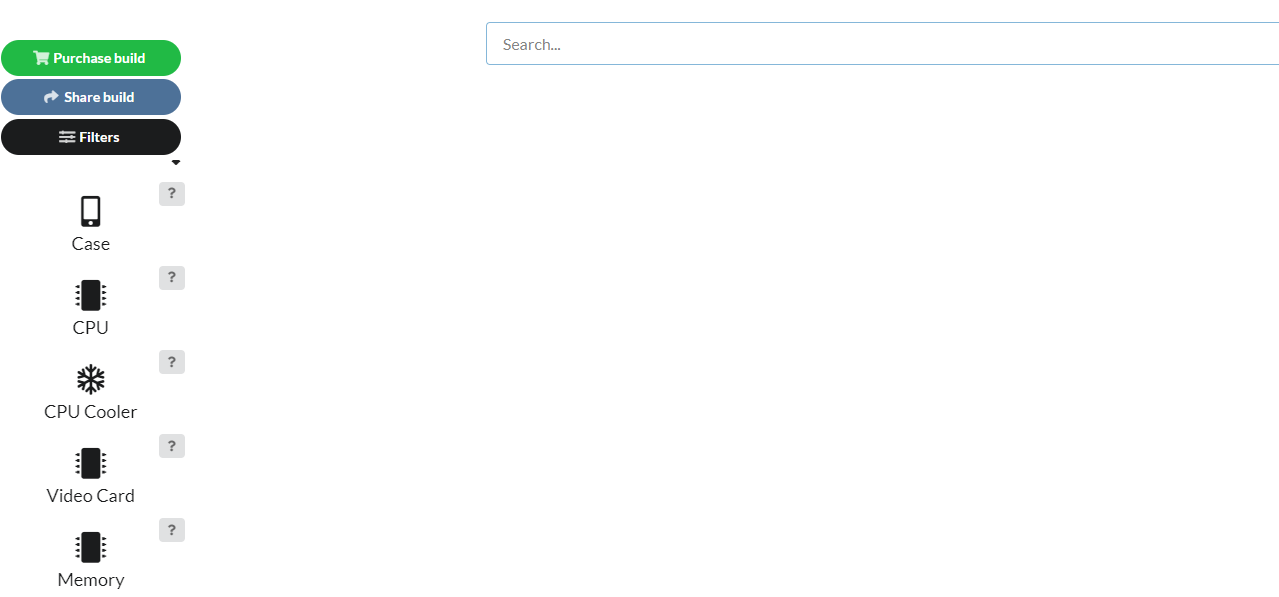 Search...
Purchase build
Share build
Filters
?
Case
?
CPU
?
CPU Cooler
?
Video Card
?
Memory